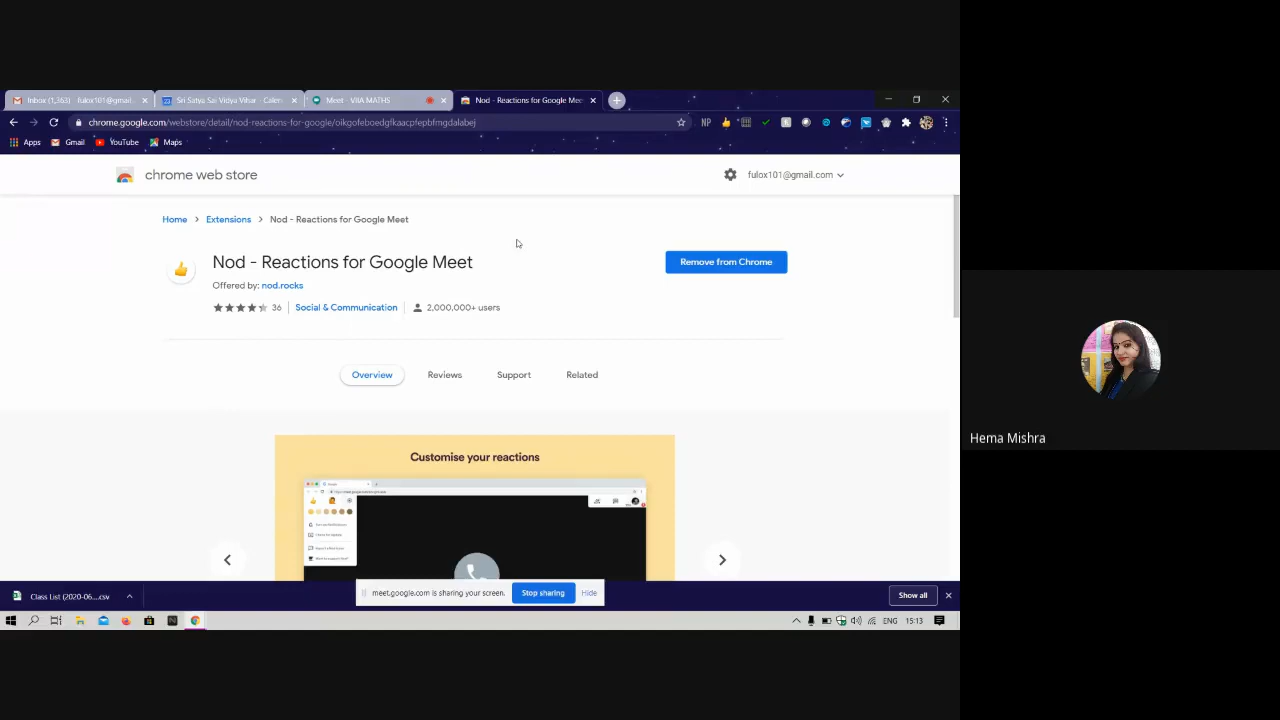 Inbox (1,363) fulox101@gmail
Sri Satya Sai Vidya Vihar - Calen
Meet - VIIA MATHS
Nod - Reactions for Google Mee
chrome.google.com/webstore/detail/nod-reactions-for-google/oikgofeboedgfkaacpfepbfmgdalabej
NP
Apps Gmail YouTube Maps
chrome web store
fulox101@gmail.com
Home > Extensions > Nod - Reactions for Google Meet
Nod - Reactions for Google Meet
Remove from Chrome
Offered by: nod.rocks
36 Social & Communication 2,000,000+ users
Overview Reviews Support Related
Hema Mishra
Customise your reactions
meet.google.com is sharing your screen. Stop sharing Hide
Class List (2020-06....csv
Show all
ENG 15:13